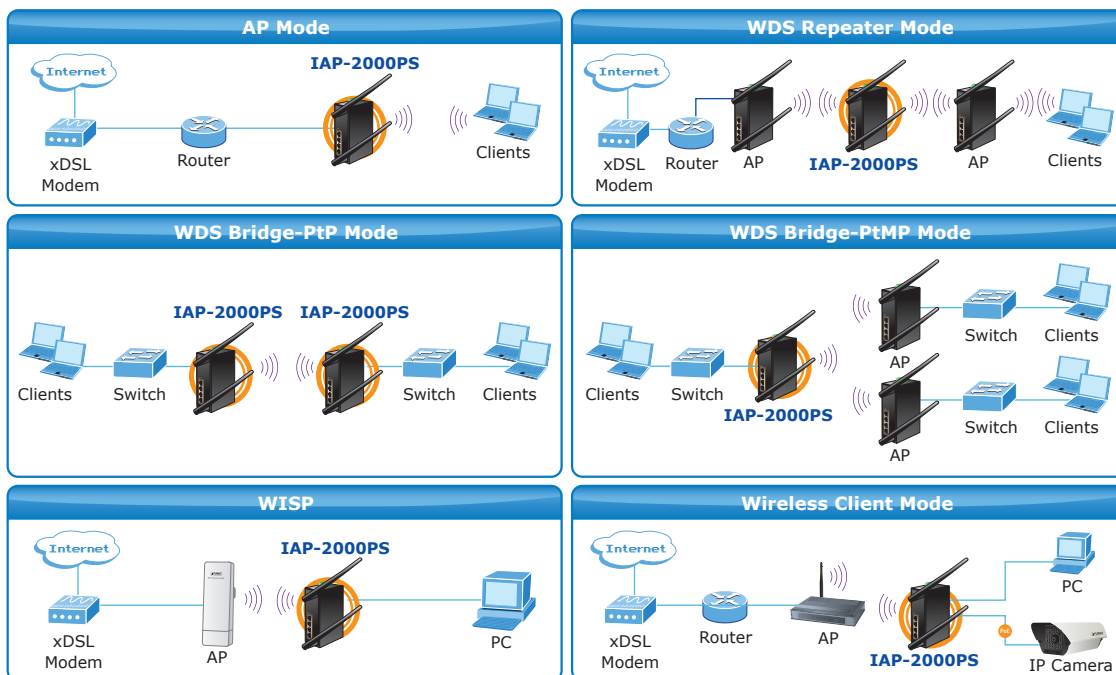 AP Mode
Internet
IAP-2000PS
xDSL
Modem
Router
Clients
WDS Repeater Mode
Internet
xDSL
Modem
Router
AP
IAP-2000PS
AP
Clients
WDS Bridge-PtP Mode
IAP-2000PS IAP-2000PS
Clients
Switch
Switch
Clients
WDS Bridge-PtMP Mode
Clients
Switch
IAP-2000PS
AP
Switch
Clients
AP
Switch
Clients
WISP
Internet
IAP-2000PS
xDSL
Modem
AP
PC
Wireless Client Mode
Internet
xDSL
Modem
Router
AP
IAP-2000PS
PC
PoE
IP Camera